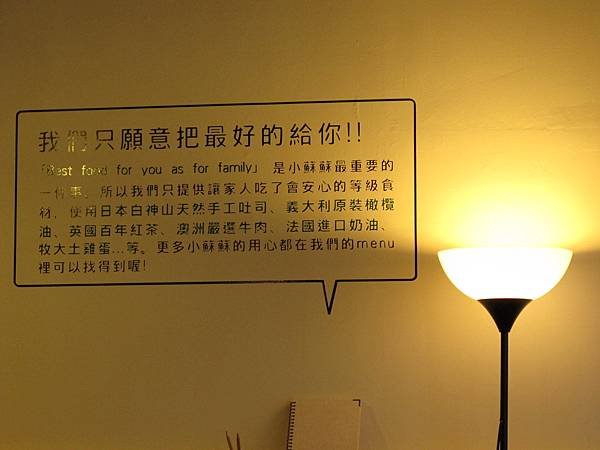 我們只願意把最好的給你!!
「Best food for you as for family」是小蘇蘇最重要的
一件事，所以我們只提供讓家人吃了會安心的等級食
材，使用日本白神山天然手工吐司、義大利原裝橄欖
油、英國百年紅茶、澳洲嚴選牛肉、法國進口奶油、
牧大土雞蛋...等。更多小蘇蘇的用心都在我們的menu
裡可以找得到喔!